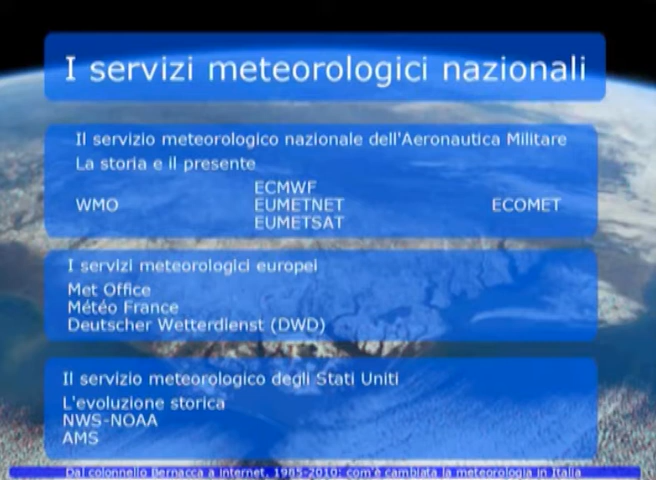 I servizi meteorologici nazionali
Il servizio meteorologico nazionale dell'Aeronautica Militare
La storia e il presente
ECMWF
WMO EUMETNET ECOMET
EUMETSAT
I servizi meteorologici europei
Met Office
Météo France
Deutscher Wetterdienst (DWD)
Il servizio meteorologico degli Stati Uniti
L'evoluzione storica
NWS-NOAA
AMS
Dal colonnello Bernacca a Internet, 1985-2010: com'è cambiata la meteorologia in Italia